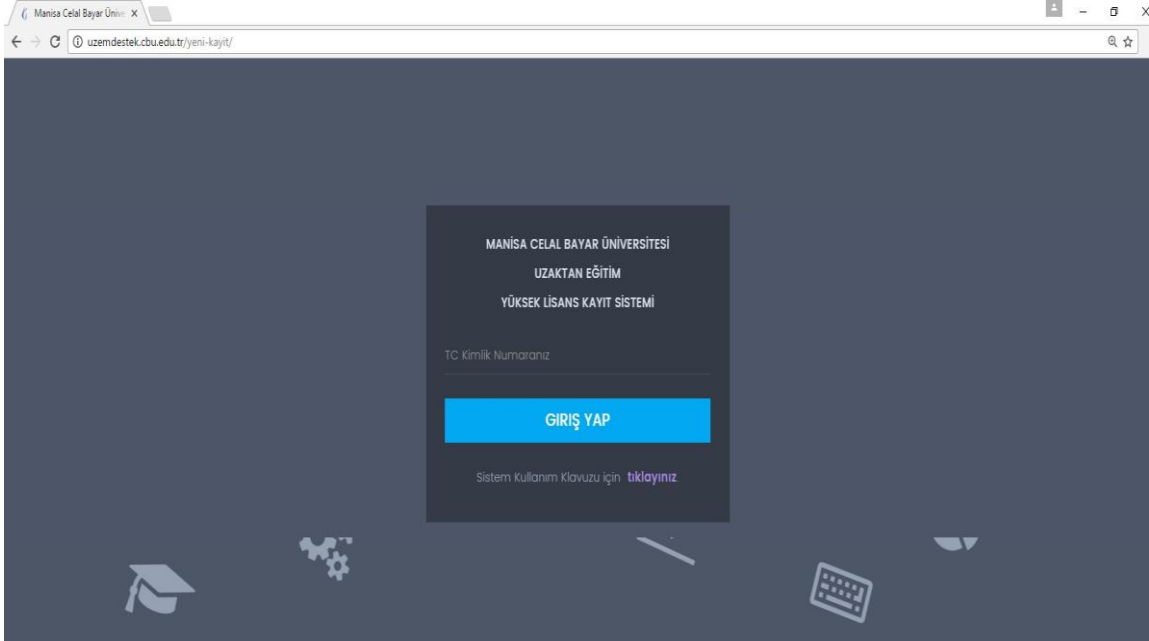 Manisa Celal Bayar Ünive
uzemdestek.cbu.edu.tr/yeni-kayit/
MANİSA CELAL BAYAR ÜNİVERSİTESİ
UZAKTAN EĞİTİM
YÜKSEK LİSANS KAYIT SİSTEMİ
TC Kimlik Numaranız
GIRIŞ YAP
Sistem Kullanım Klavuzu için tıklayınız.